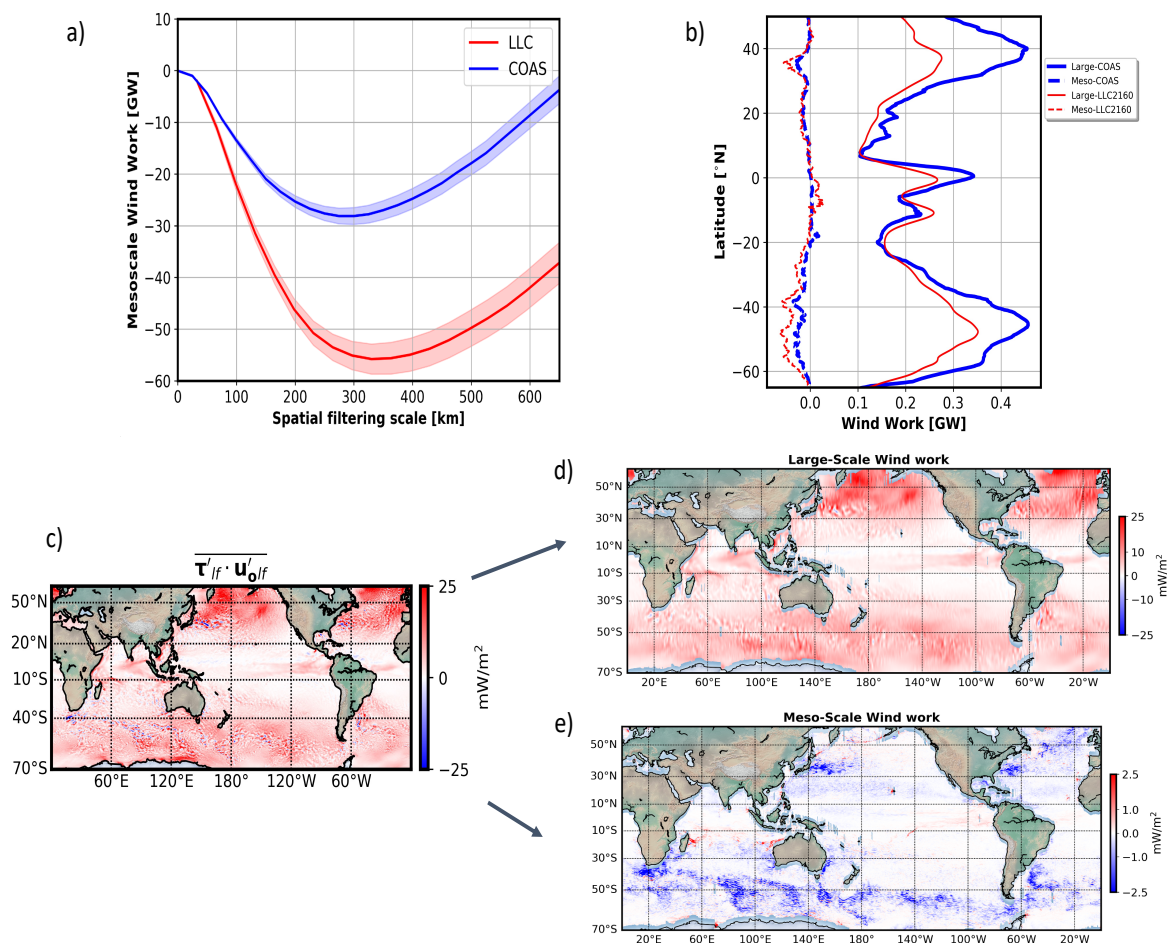 a)
Mesoscale Wind Work [GW]
10
0
−10
−20
−30
−40
−50
−60
LLC
COAS
0 100 200 300 400 500 600
Spatial filtering scale [km]
b)
Latitude [°N]
40
20
0
−20
−40
−60
0.0 0.1 0.2 0.3 0.4
Wind Work [GW]
Large-COAS
Meso-COAS
Large-LLC2160
Meso-LLC2160
c)
τ′lf · u′olf
50°N
20°N
10°S
40°S
70°S
60°E 120°E 180° 120°W 60°W
25
0
−25
mW/m²
d)
Large-Scale Wind work
50°N
30°N
10°N
10°S
30°S
50°S
70°S
20°E 60°E 100°E 140°E 180° 140°W 100°W 60°W 20°W
25
10
0
−10
−25
mW/m²
e)
Meso-Scale Wind work
50°N
30°N
10°N
10°S
30°S
50°S
70°S
20°E 60°E 100°E 140°E 180° 140°W 100°W 60°W 20°W
2.5
1.0
0.0
−1.0
−2.5
mW/m²